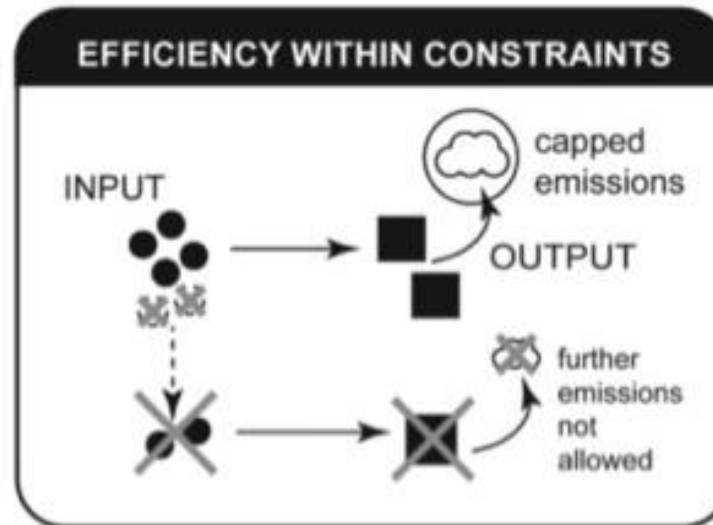 EFFICIENCY WITHIN CONSTRAINTS
INPUT
capped
emissions
OUTPUT
further
emissions
not
allowed